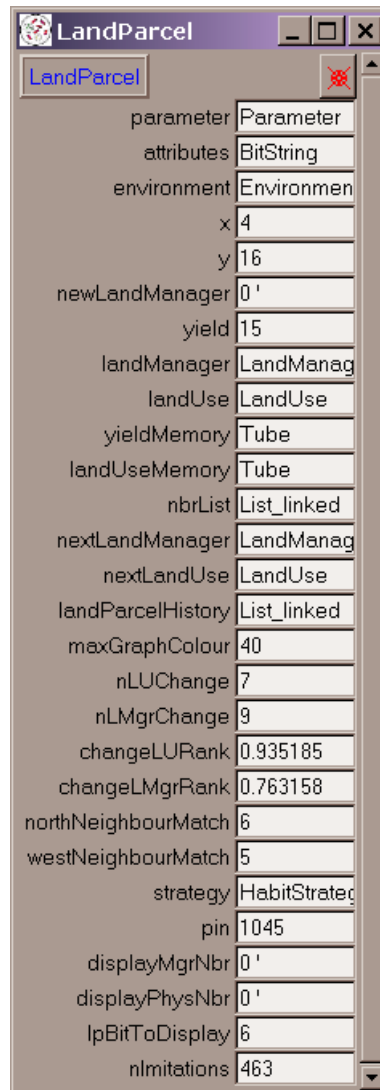 LandParcel
LandParcel
parameter Parameter
attributes BitString
environment Environmen
x 4
y 16
newLandManager 0 '
yield 15
landManager LandManag
landUse LandUse
yieldMemory Tube
landUseMemory Tube
nbrList List_linked
nextLandManager LandManag
nextLandUse LandUse
landParcelHistory List_linked
maxGraphColour 40
nLUChange 7
nLMgrChange 9
changeLURank 0.935185
changeLMgrRank 0.763158
northNeighbourMatch 6
westNeighbourMatch 5
strategy HabitStrateg
pin 1045
displayMgrNbr 0 '
displayPhysNbr 0 '
lpBitToDisplay 6
nImitations 463